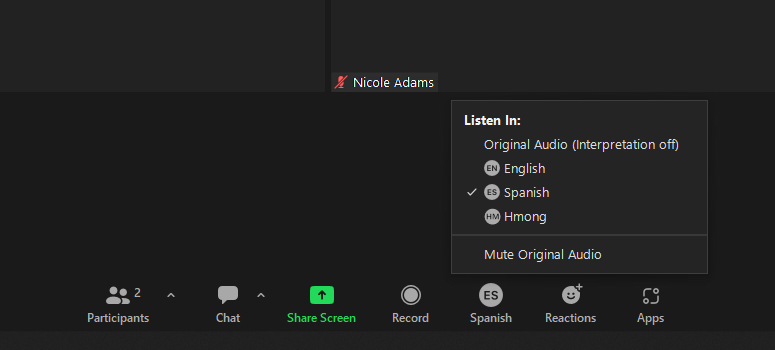 Nicole Adams
Listen In:
Original Audio (Interpretation off)
EN English
ES Spanish
HM Hmong
Mute Original Audio
2
ES
Participants Chat Share Screen Record Spanish Reactions Apps